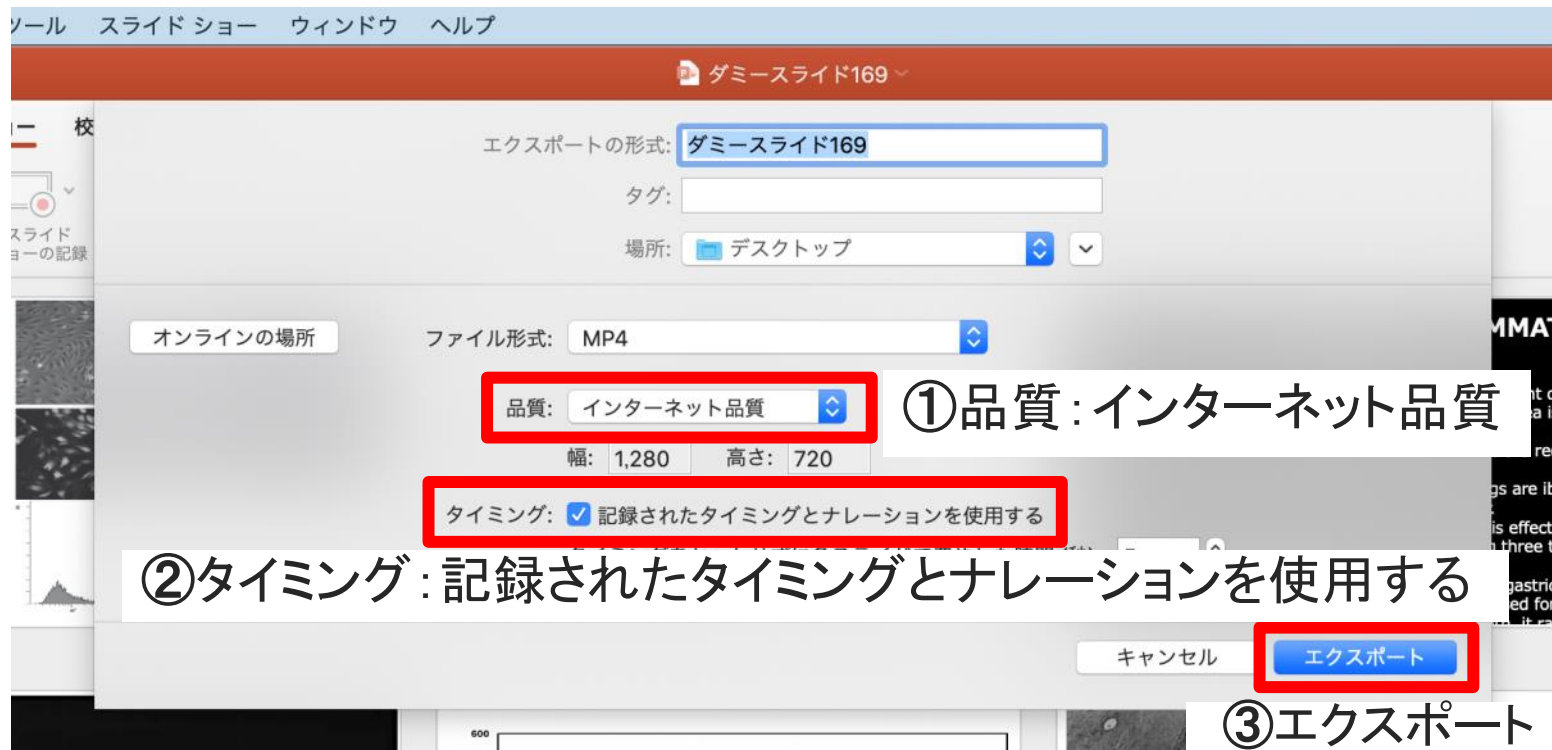 ツール スライド ショー ウィンドウ ヘルプ
ダミースライド169
校
エクスポートの形式: ダミースライド169
タグ:
スライド
ョーの記録
場所: デスクトップ
オンラインの場所 ファイル形式: MP4
品質: インターネット品質
①品質:インターネット品質
幅: 1,280 高さ: 720
タイミング: 記録されたタイミングとナレーションを使用する
②タイミング:記録されたタイミングとナレーションを使用する
キャンセル エクスポート
③エクスポート
gs are
is effect
three
gastric
600